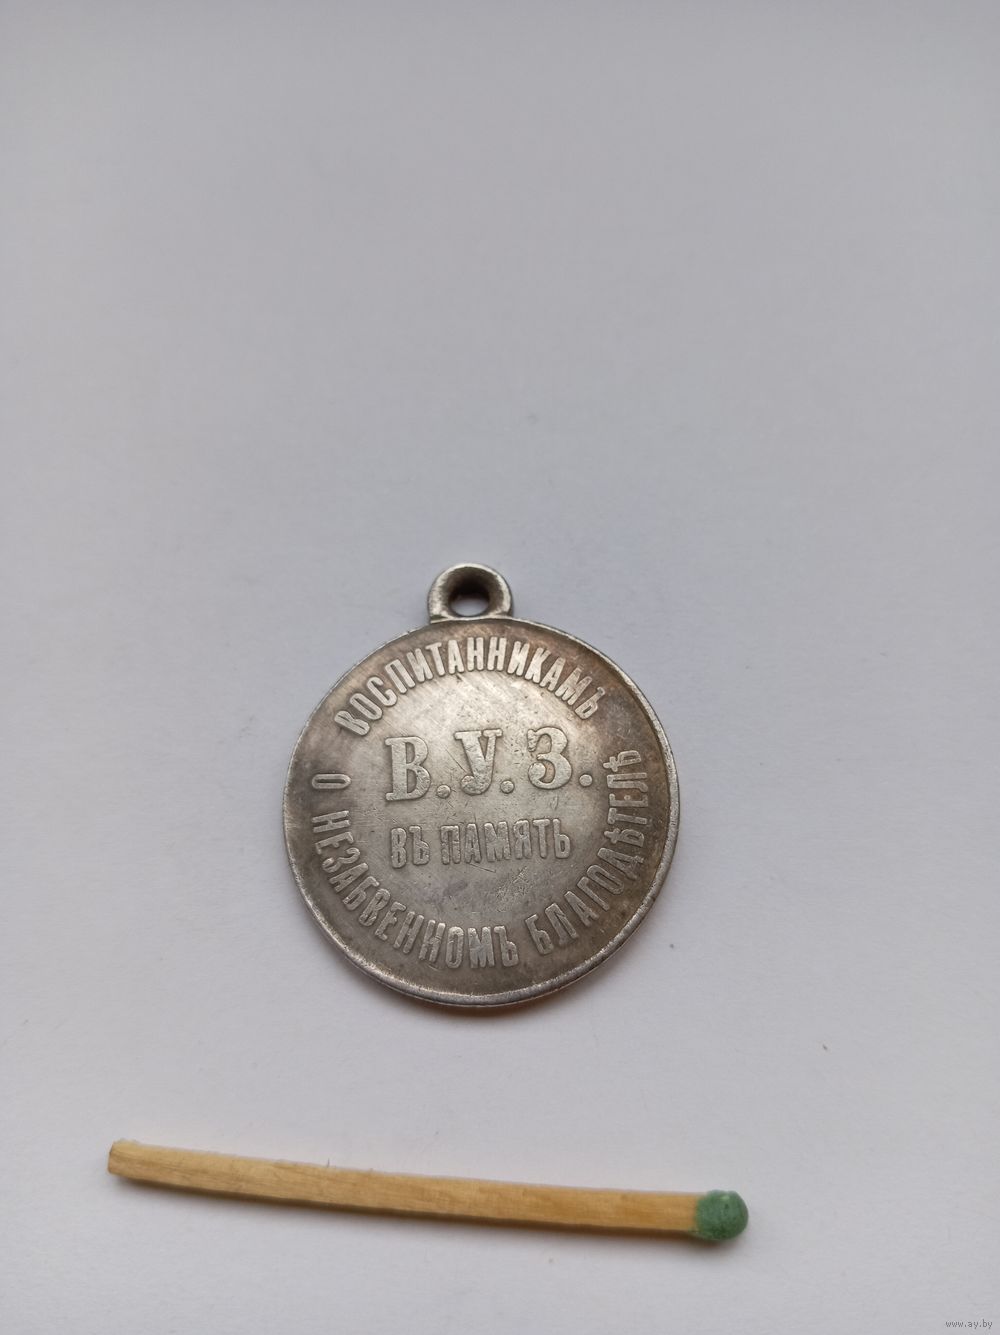 ВОСПИТАННИКАМЪ
В.У.З.
ВЪ ПАМЯТЬ
О НЕЗАБВЕННОМЪ БЛАГОДѢТЕЛѢ
www.ay.by